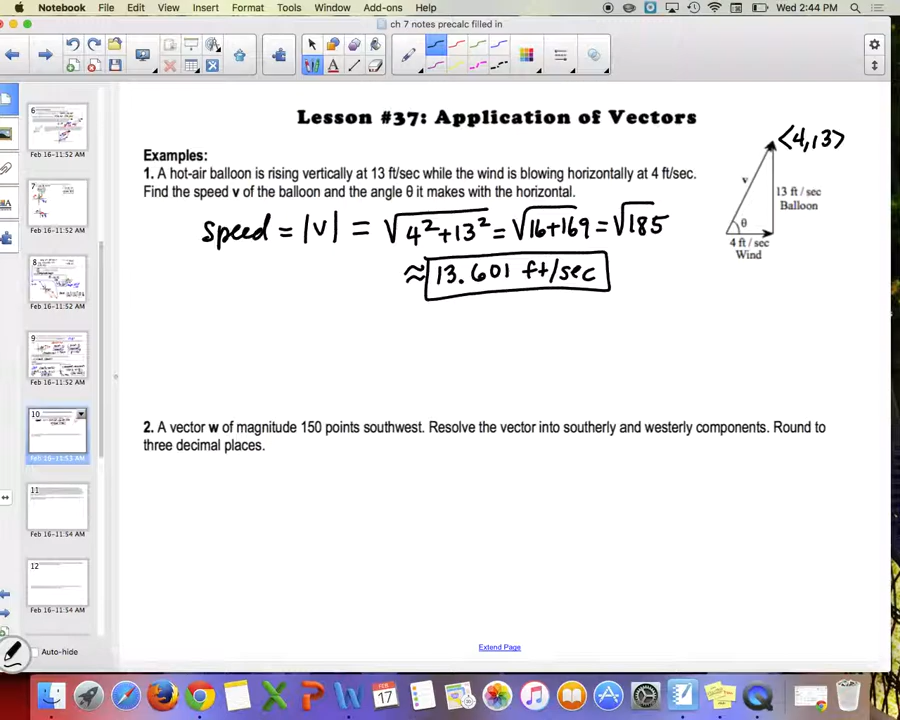 Notebook File Edit View Insert Format Tools Window Add-ons Help Wed 2:44 PM
ch 7 notes precalc filled in
Lesson #37: Application of Vectors
Examples:
1. A hot-air balloon is rising vertically at 13 ft/sec while the wind is blowing horizontally at 4 ft/sec.
Find the speed v of the balloon and the angle θ it makes with the horizontal.
speed = |v| = √4²+13² = √16+169 = √185
≈ 13.601 ft/sec
<4,13>
v
13 ft / sec
Balloon
θ
4 ft / sec
Wind
2. A vector w of magnitude 150 points southwest. Resolve the vector into southerly and westerly components. Round to
three decimal places.
Extend Page
6
Feb 16-11:52 AM
7
Feb 16-11:52 AM
8
Feb 16-11:52 AM
9
Feb 16-11:52 AM
10
Feb 16-11:53 AM
11
Feb 16-11:54 AM
12
Feb 16-11:54 AM
Auto-hide
FEB
17